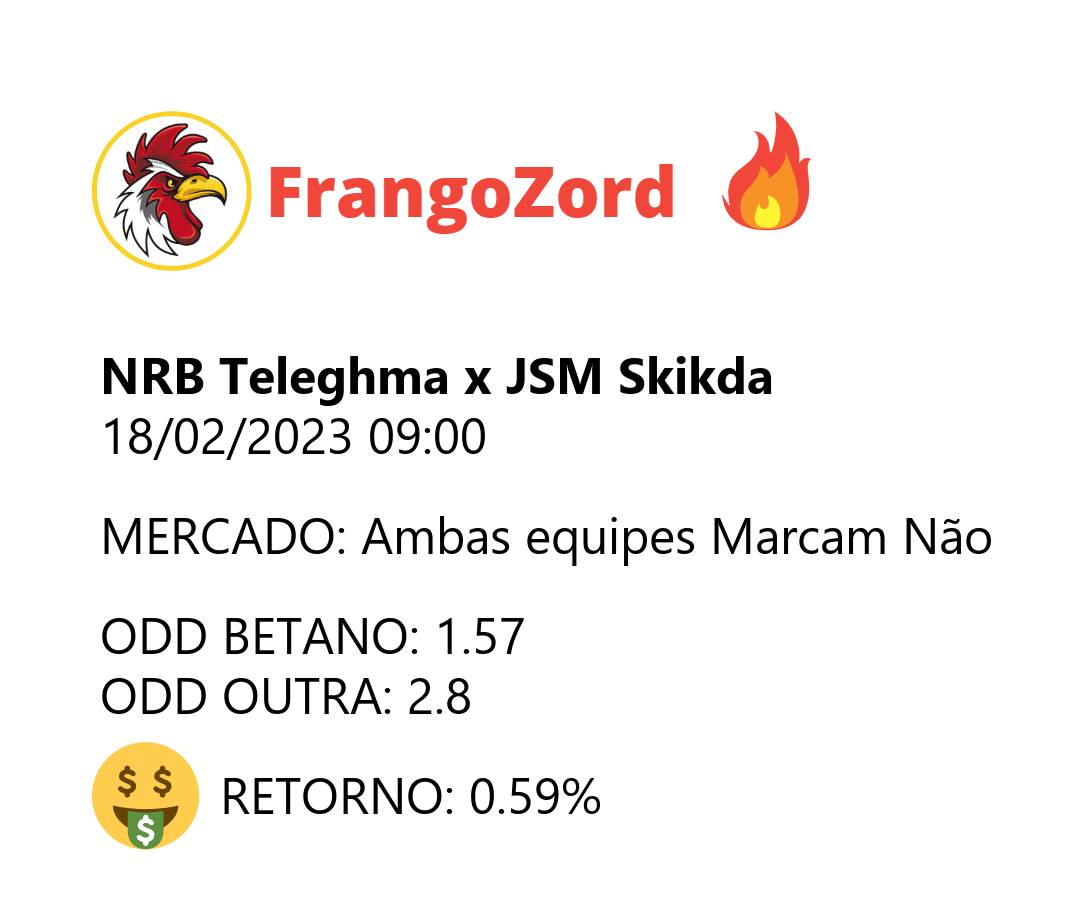 FrangoZord
NRB Teleghma x JSM Skikda
18/02/2023 09:00
MERCADO: Ambas equipes Marcam Não
ODD BETANO: 1.57
ODD OUTRA: 2.8
$ $
$
RETORNO: 0.59%